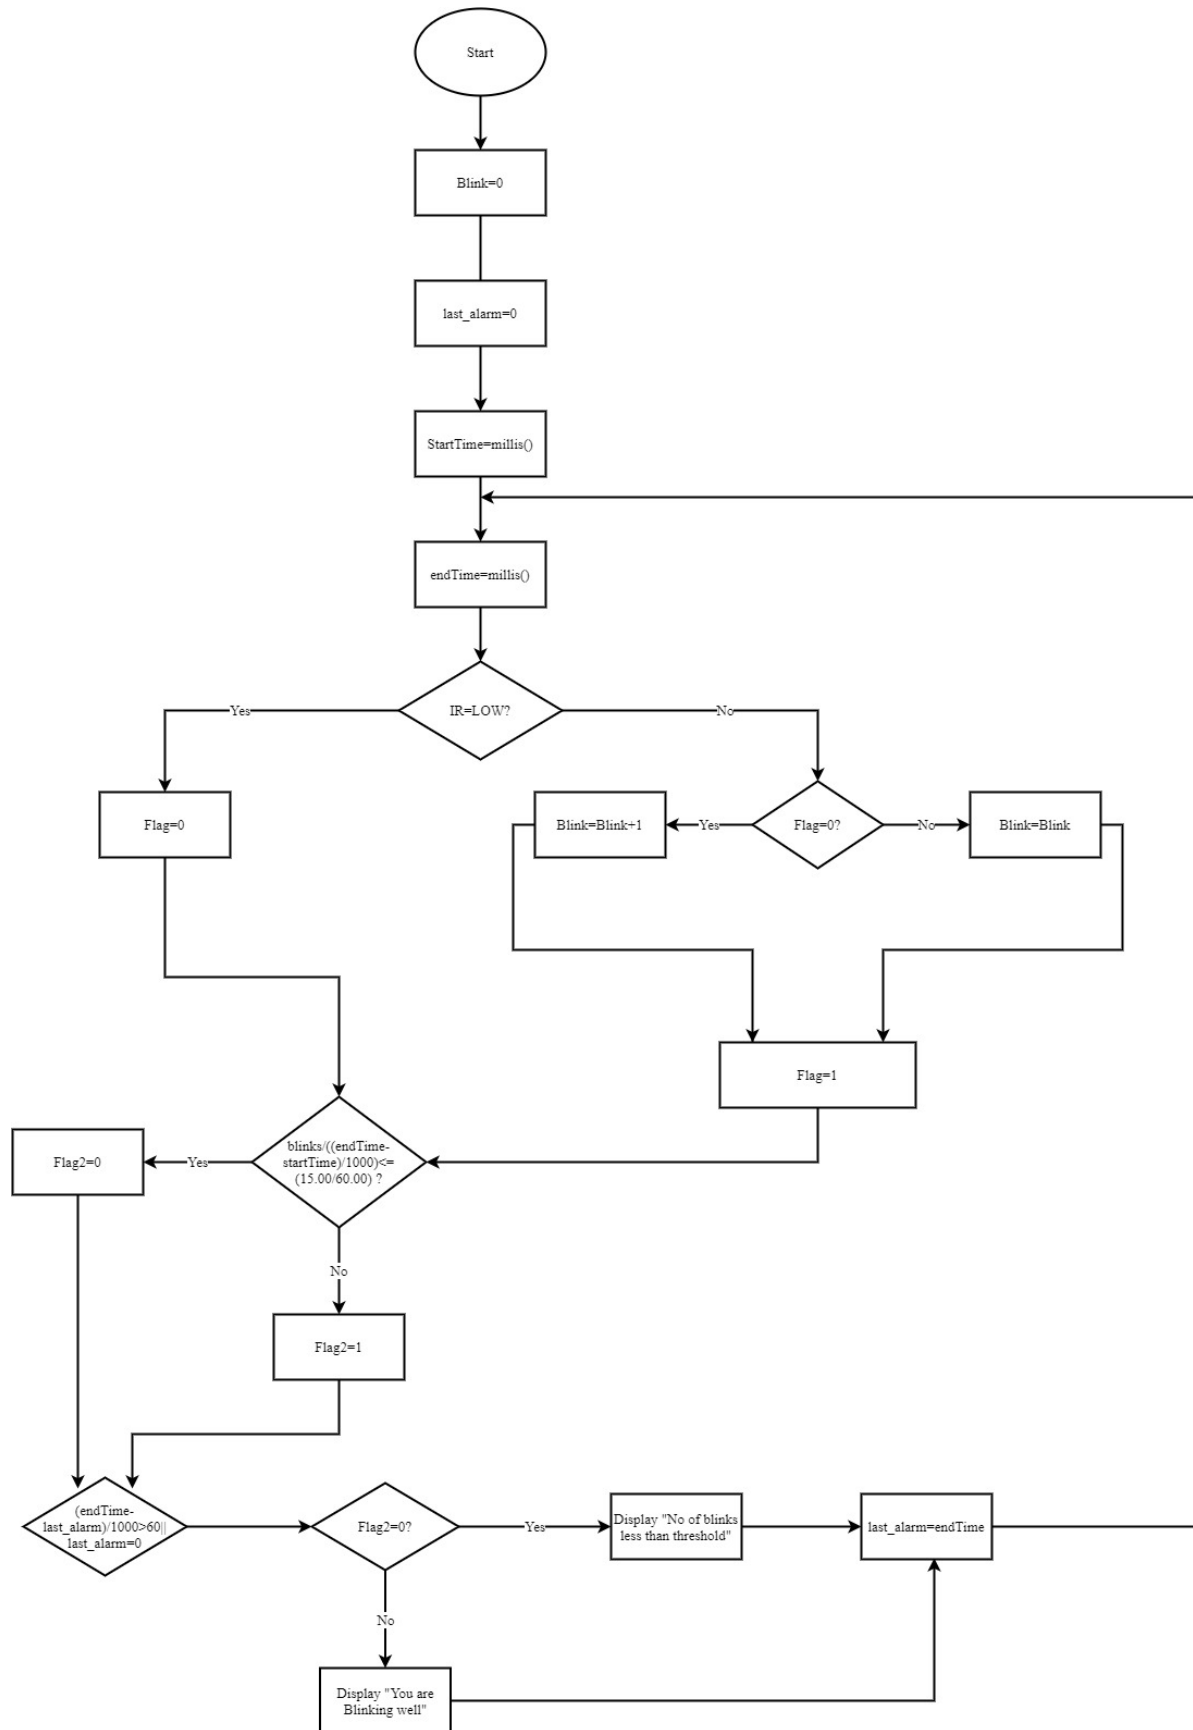 Start
Blink=0
last_alarm=0
StartTime=millis()
endTime=millis()
IR=LOW?
Yes
No
Flag=0
Blink=Blink+1
Yes
Flag=0?
No
Blink=Blink
Flag=1
Flag2=0
Yes
blinks/((endTime-
startTime)/1000)<=
(15.00/60.00) ?
No
Flag2=1
(endTime-
last_alarm)/1000>60||
last_alarm=0
Flag2=0?
Yes
Display "No of blinks
less than threshold"
last_alarm=endTime
No
Display "You are
Blinking well"